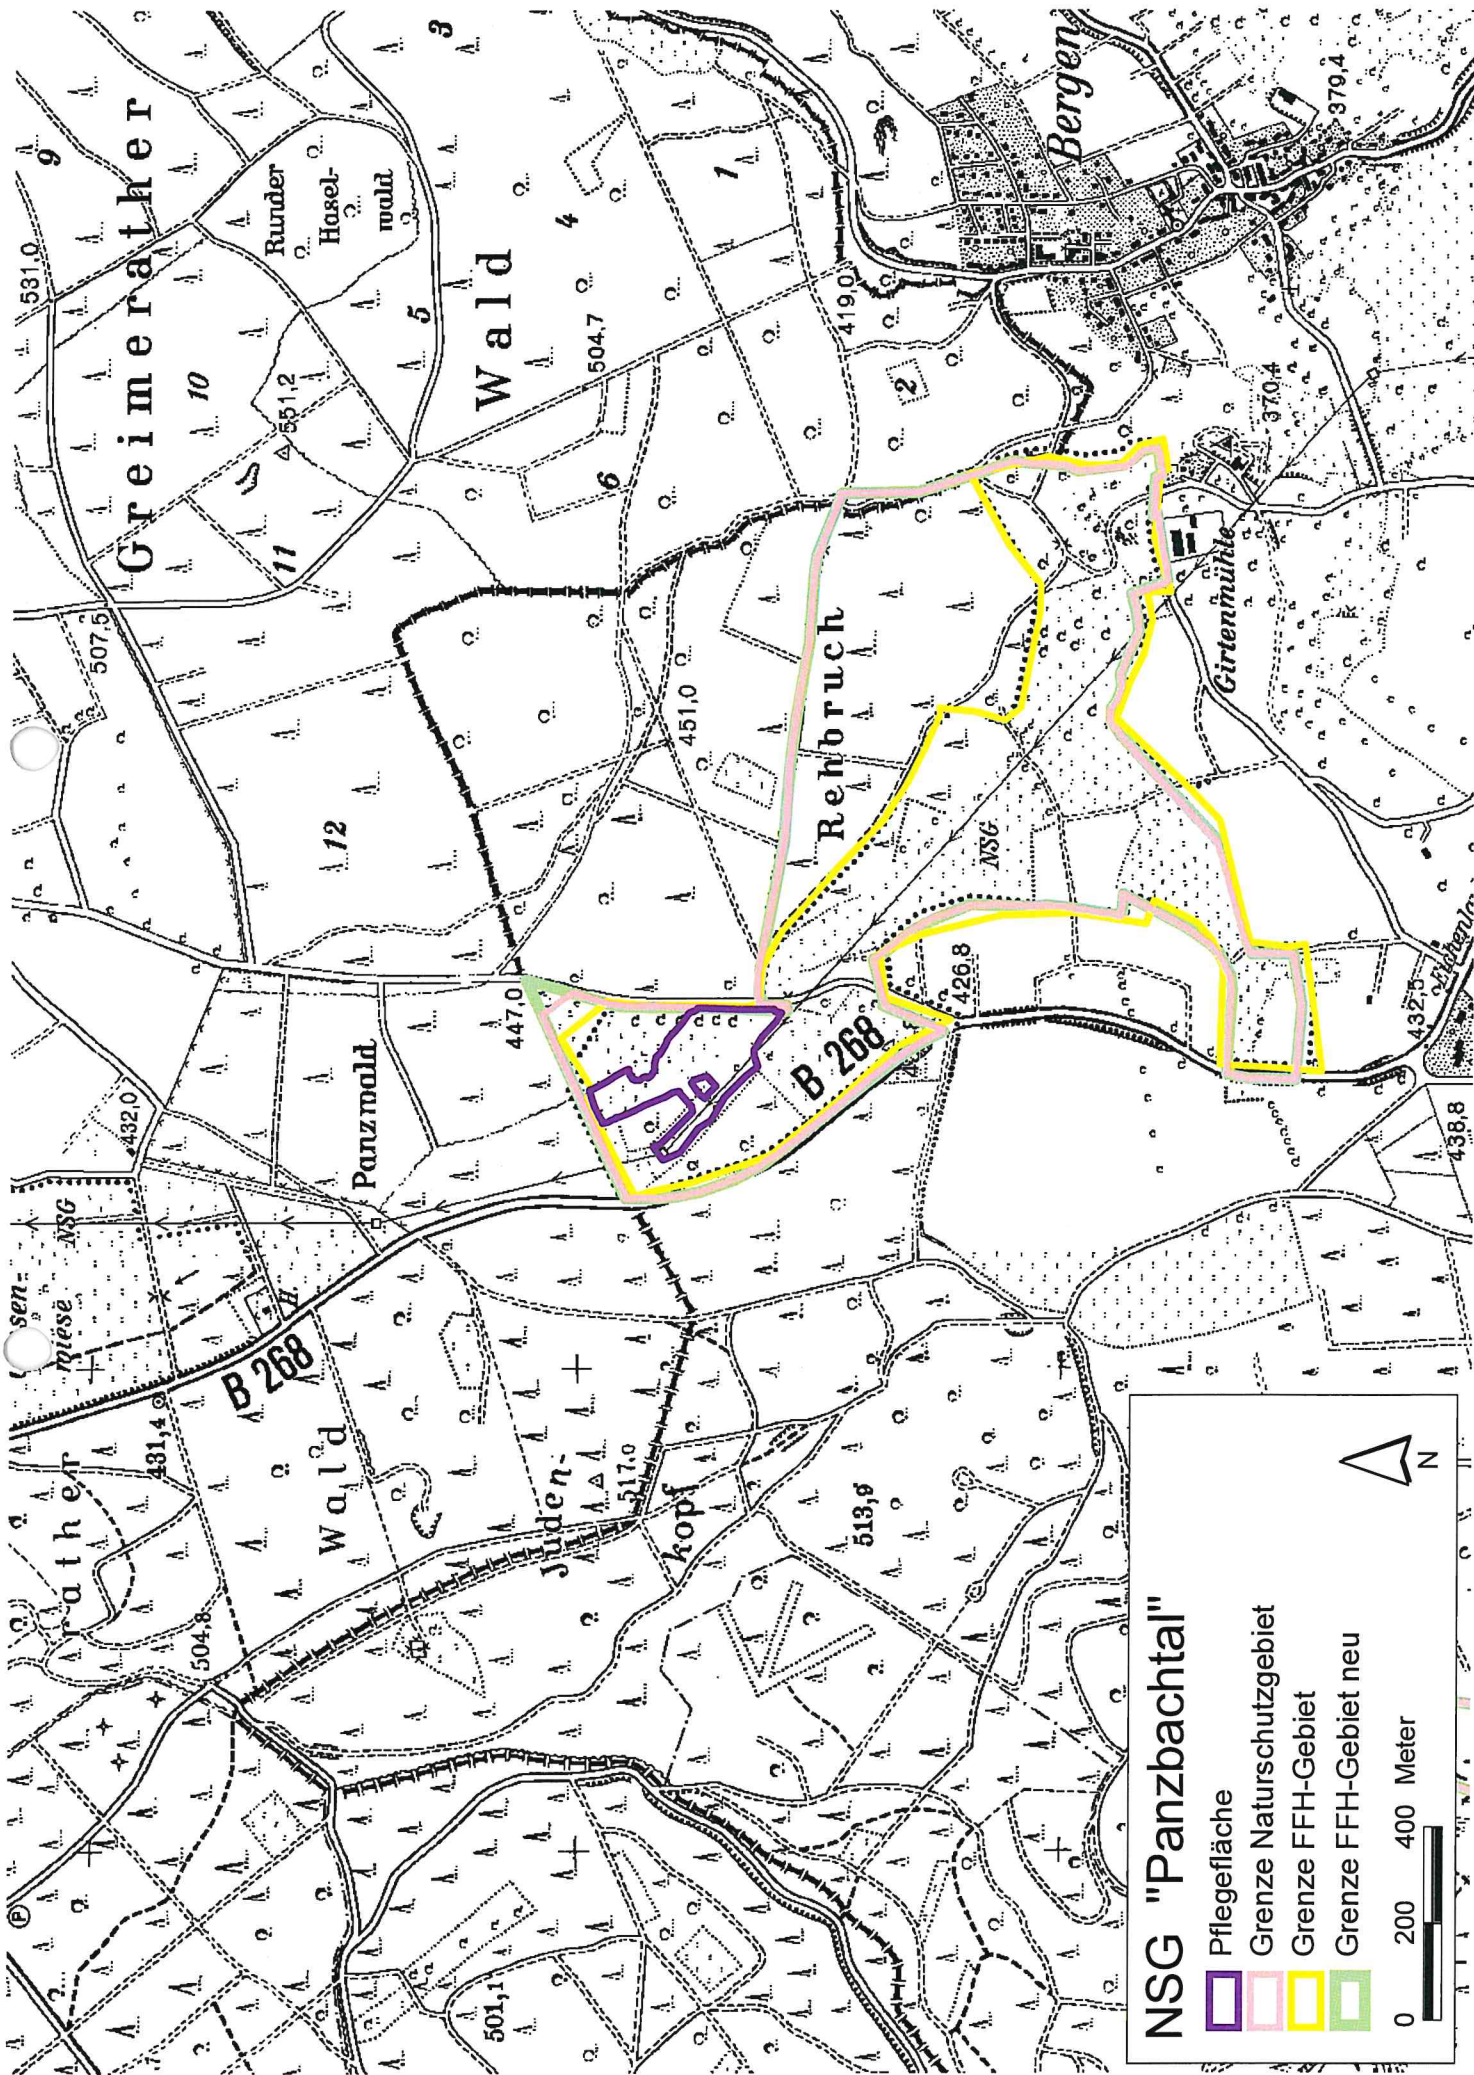 Greimerather
Wald
9
3
531,0
10
Runder
Hasel-
wald
551,2
5
4
504,7
1
11
6
507,5
12
2
419,0
Bergen
379,4
370,4
451,0
Rehbruch
Girtenmühle
NSG
447,0
432,0
Panzwald
NSG
wiese
sen-
B 268
B 268
H.
426,8
432,5
Eichenla
438,8
431,4
rather
Wald
504,8
Juden-
kopf
517,0
513,9
501,1
P
NSG "Panzbachtal"
Pflegefläche
Grenze Naturschutzgebiet
Grenze FFH-Gebiet
Grenze FFH-Gebiet neu
0 200 400 Meter
N